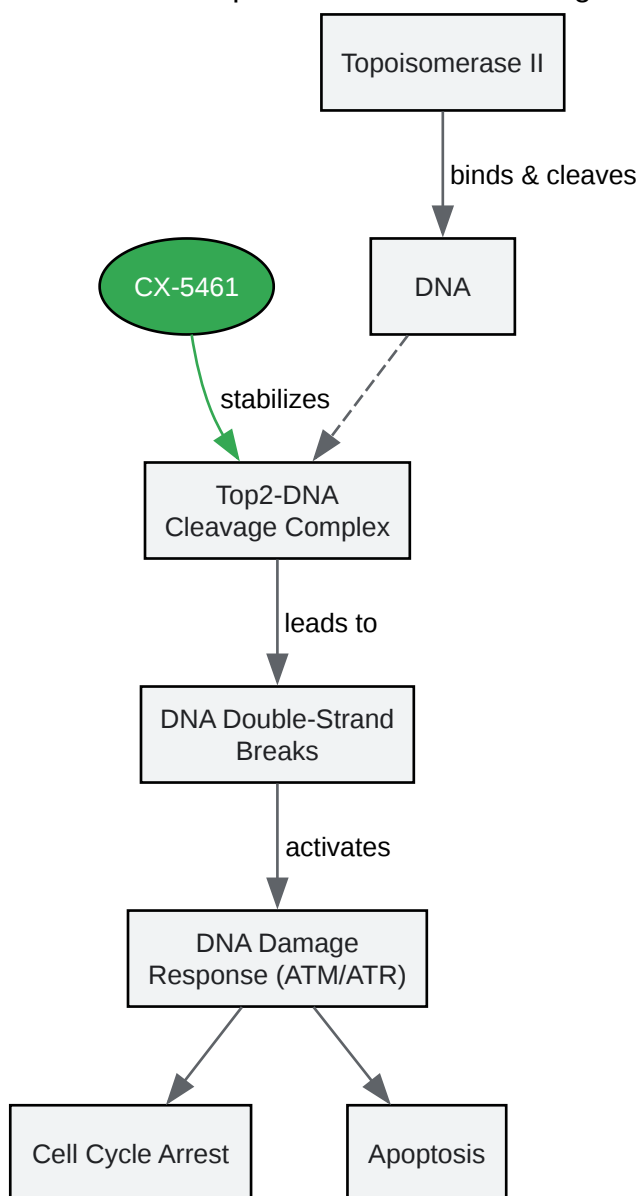 Topoisomerase II
binds & cleaves
CX-5461
DNA
stabilizes
Top2-DNA
Cleavage Complex
leads to
DNA Double-Strand
Breaks
activates
DNA Damage
Response (ATM/ATR)
Cell Cycle Arrest
Apoptosis